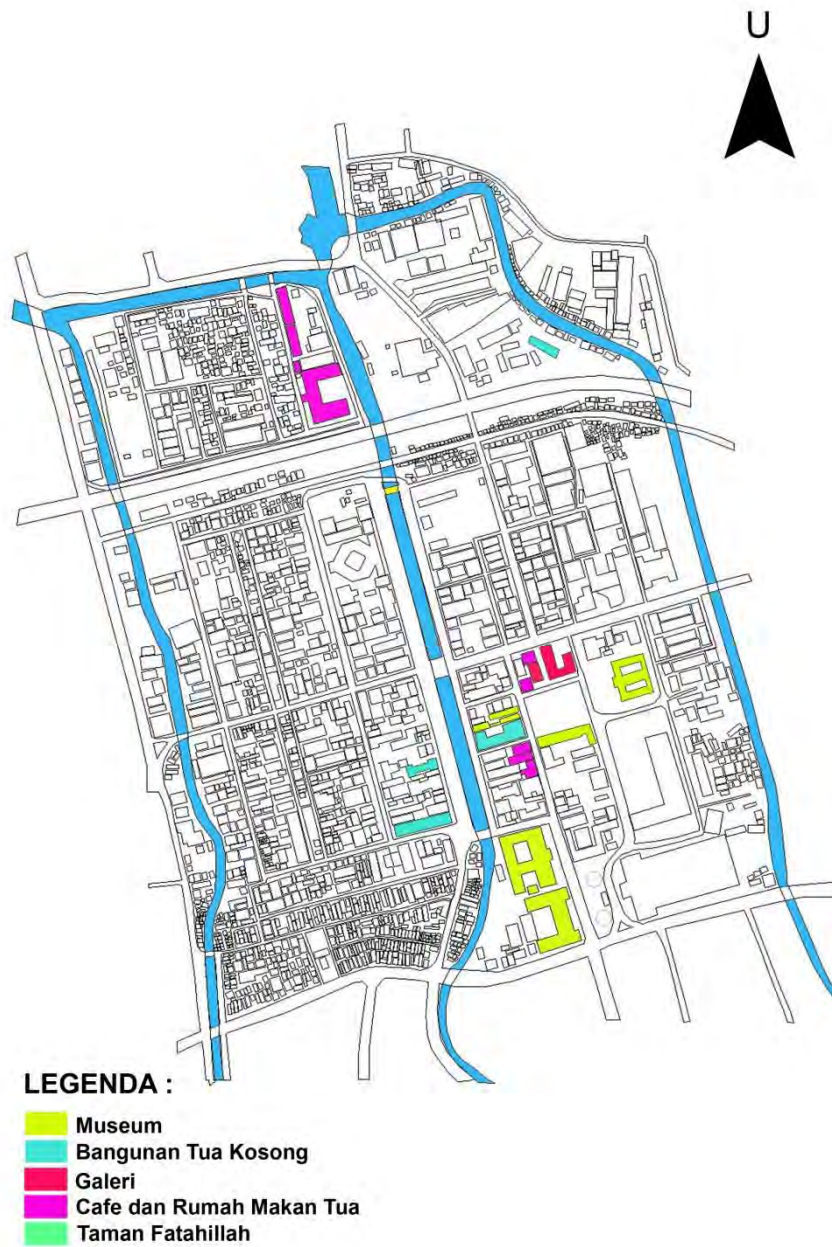 U
LEGENDA :
Museum
Bangunan Tua Kosong
Galeri
Cafe dan Rumah Makan Tua
Taman Fatahillah